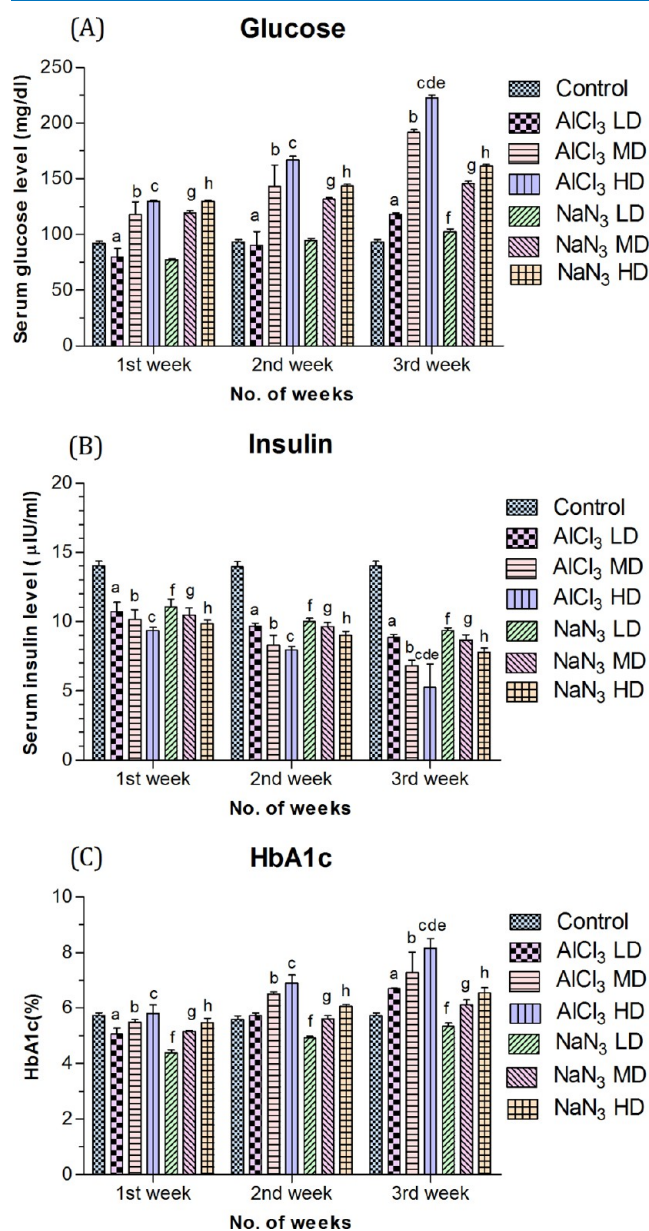 (A) Glucose
Serum glucose level (mg/dl)
250
200
150
100
50
0
a b c g h
a b c g h
a b cde f g h
1st week 2nd week 3rd week
No. of weeks
Control
AlCl₃ LD
AlCl₃ MD
AlCl₃ HD
NaN₃ LD
NaN₃ MD
NaN₃ HD
(B) Insulin
Serum insulin level (μIU/ml)
20
15
10
5
0
a b c f g h
a b c f g h
a b cde f g h
1st week 2nd week 3rd week
No. of weeks
Control
AlCl₃ LD
AlCl₃ MD
AlCl₃ HD
NaN₃ LD
NaN₃ MD
NaN₃ HD
(C) HbA1c
HbA1c(%)
10
8
6
4
2
0
a b c f g h
b c f g h
a b cde f g h
1st week 2nd week 3rd week
No. of weeks
Control
AlCl₃ LD
AlCl₃ MD
AlCl₃ HD
NaN₃ LD
NaN₃ MD
NaN₃ HD